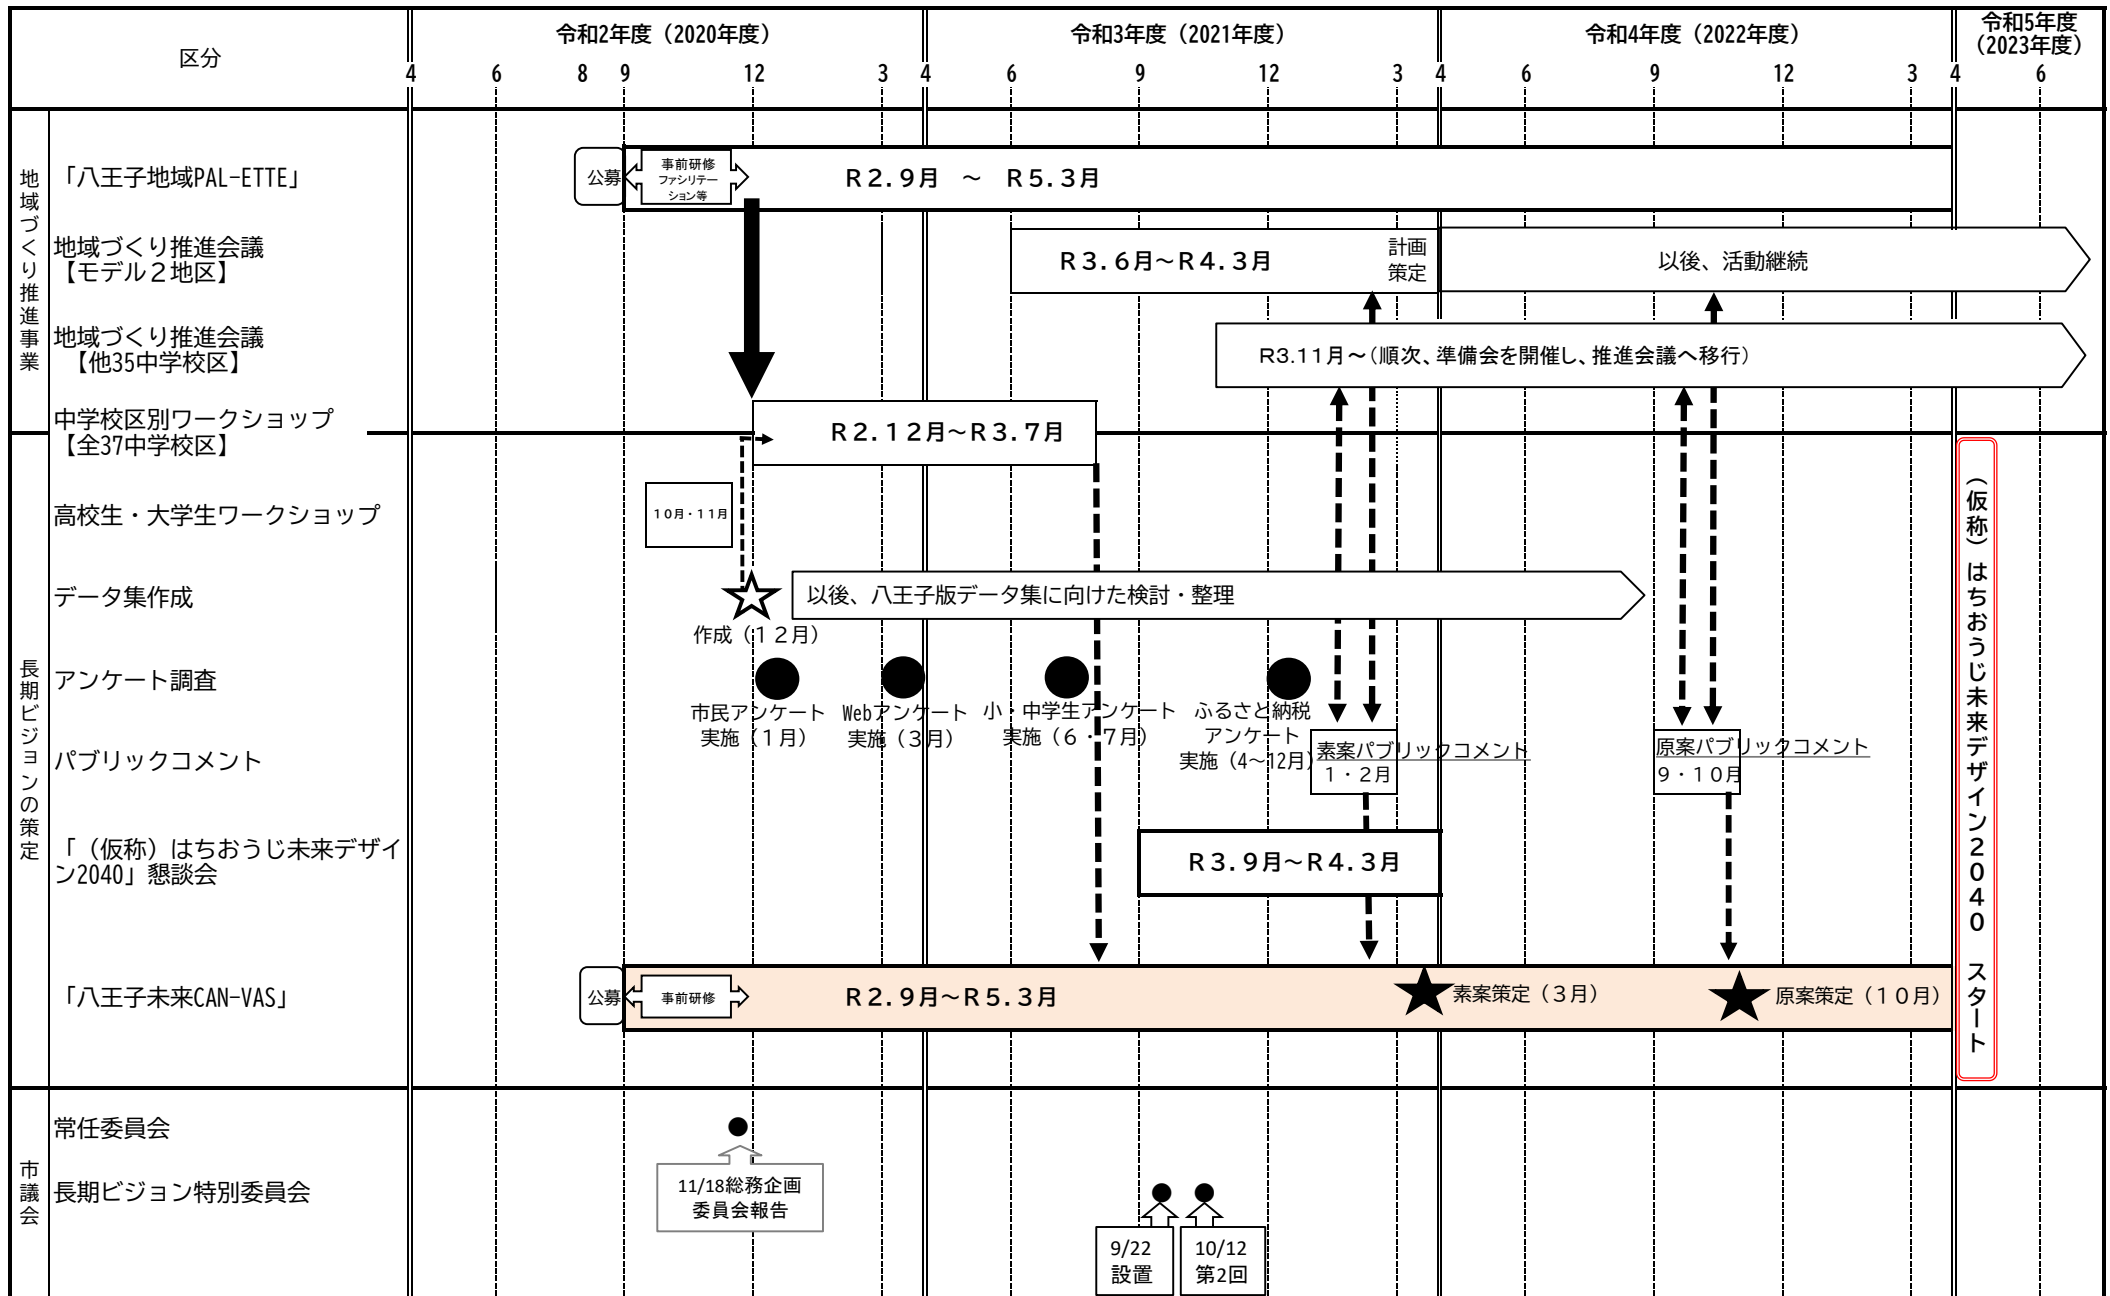 区分
令和2年度（2020年度）
令和3年度（2021年度）
令和4年度（2022年度）
令和5年度
（2023年度）
4 6 8 9 12 3 4 6 9 12 3 4 6 9 12 3 4 6
地域づくり推進事業
「八王子地域PAL-ETTE」
公募
事前研修
ファシリテー
ション等
Ｒ２.９月　～　Ｒ５.３月
地域づくり推進会議
【モデル２地区】
Ｒ３.６月～Ｒ４.３月
計画
策定
以後、活動継続
地域づくり推進会議
【他35中学校区】
R3.11月～（順次、準備会を開催し、推進会議へ移行）
中学校区別ワークショップ
【全37中学校区】
Ｒ２.１２月～Ｒ３.７月
長期ビジョンの策定
高校生・大学生ワークショップ
１０月・１１月
データ集作成
作成（１２月）
以後、八王子版データ集に向けた検討・整理
アンケート調査
市民アンケート
実施（１月）
Webアンケート
実施（３月）
小・中学生アンケート
実施（６・７月）
ふるさと納税
アンケート
実施（4～12月）
パブリックコメント
素案パブリックコメント
１・２月
原案パブリックコメント
９・１０月
「（仮称）はちおうじ未来デザイ
ン2040」懇談会
Ｒ３.９月～Ｒ４.３月
「八王子未来CAN-VAS」
公募
事前研修
Ｒ２.９月～Ｒ５.３月
素案策定（３月）
原案策定（１０月）
（仮称）はちおうじ未来デザイン２０４０　スタート
市議会
常任委員会
11/18総務企画
委員会報告
長期ビジョン特別委員会
9/22
設置
10/12
第2回